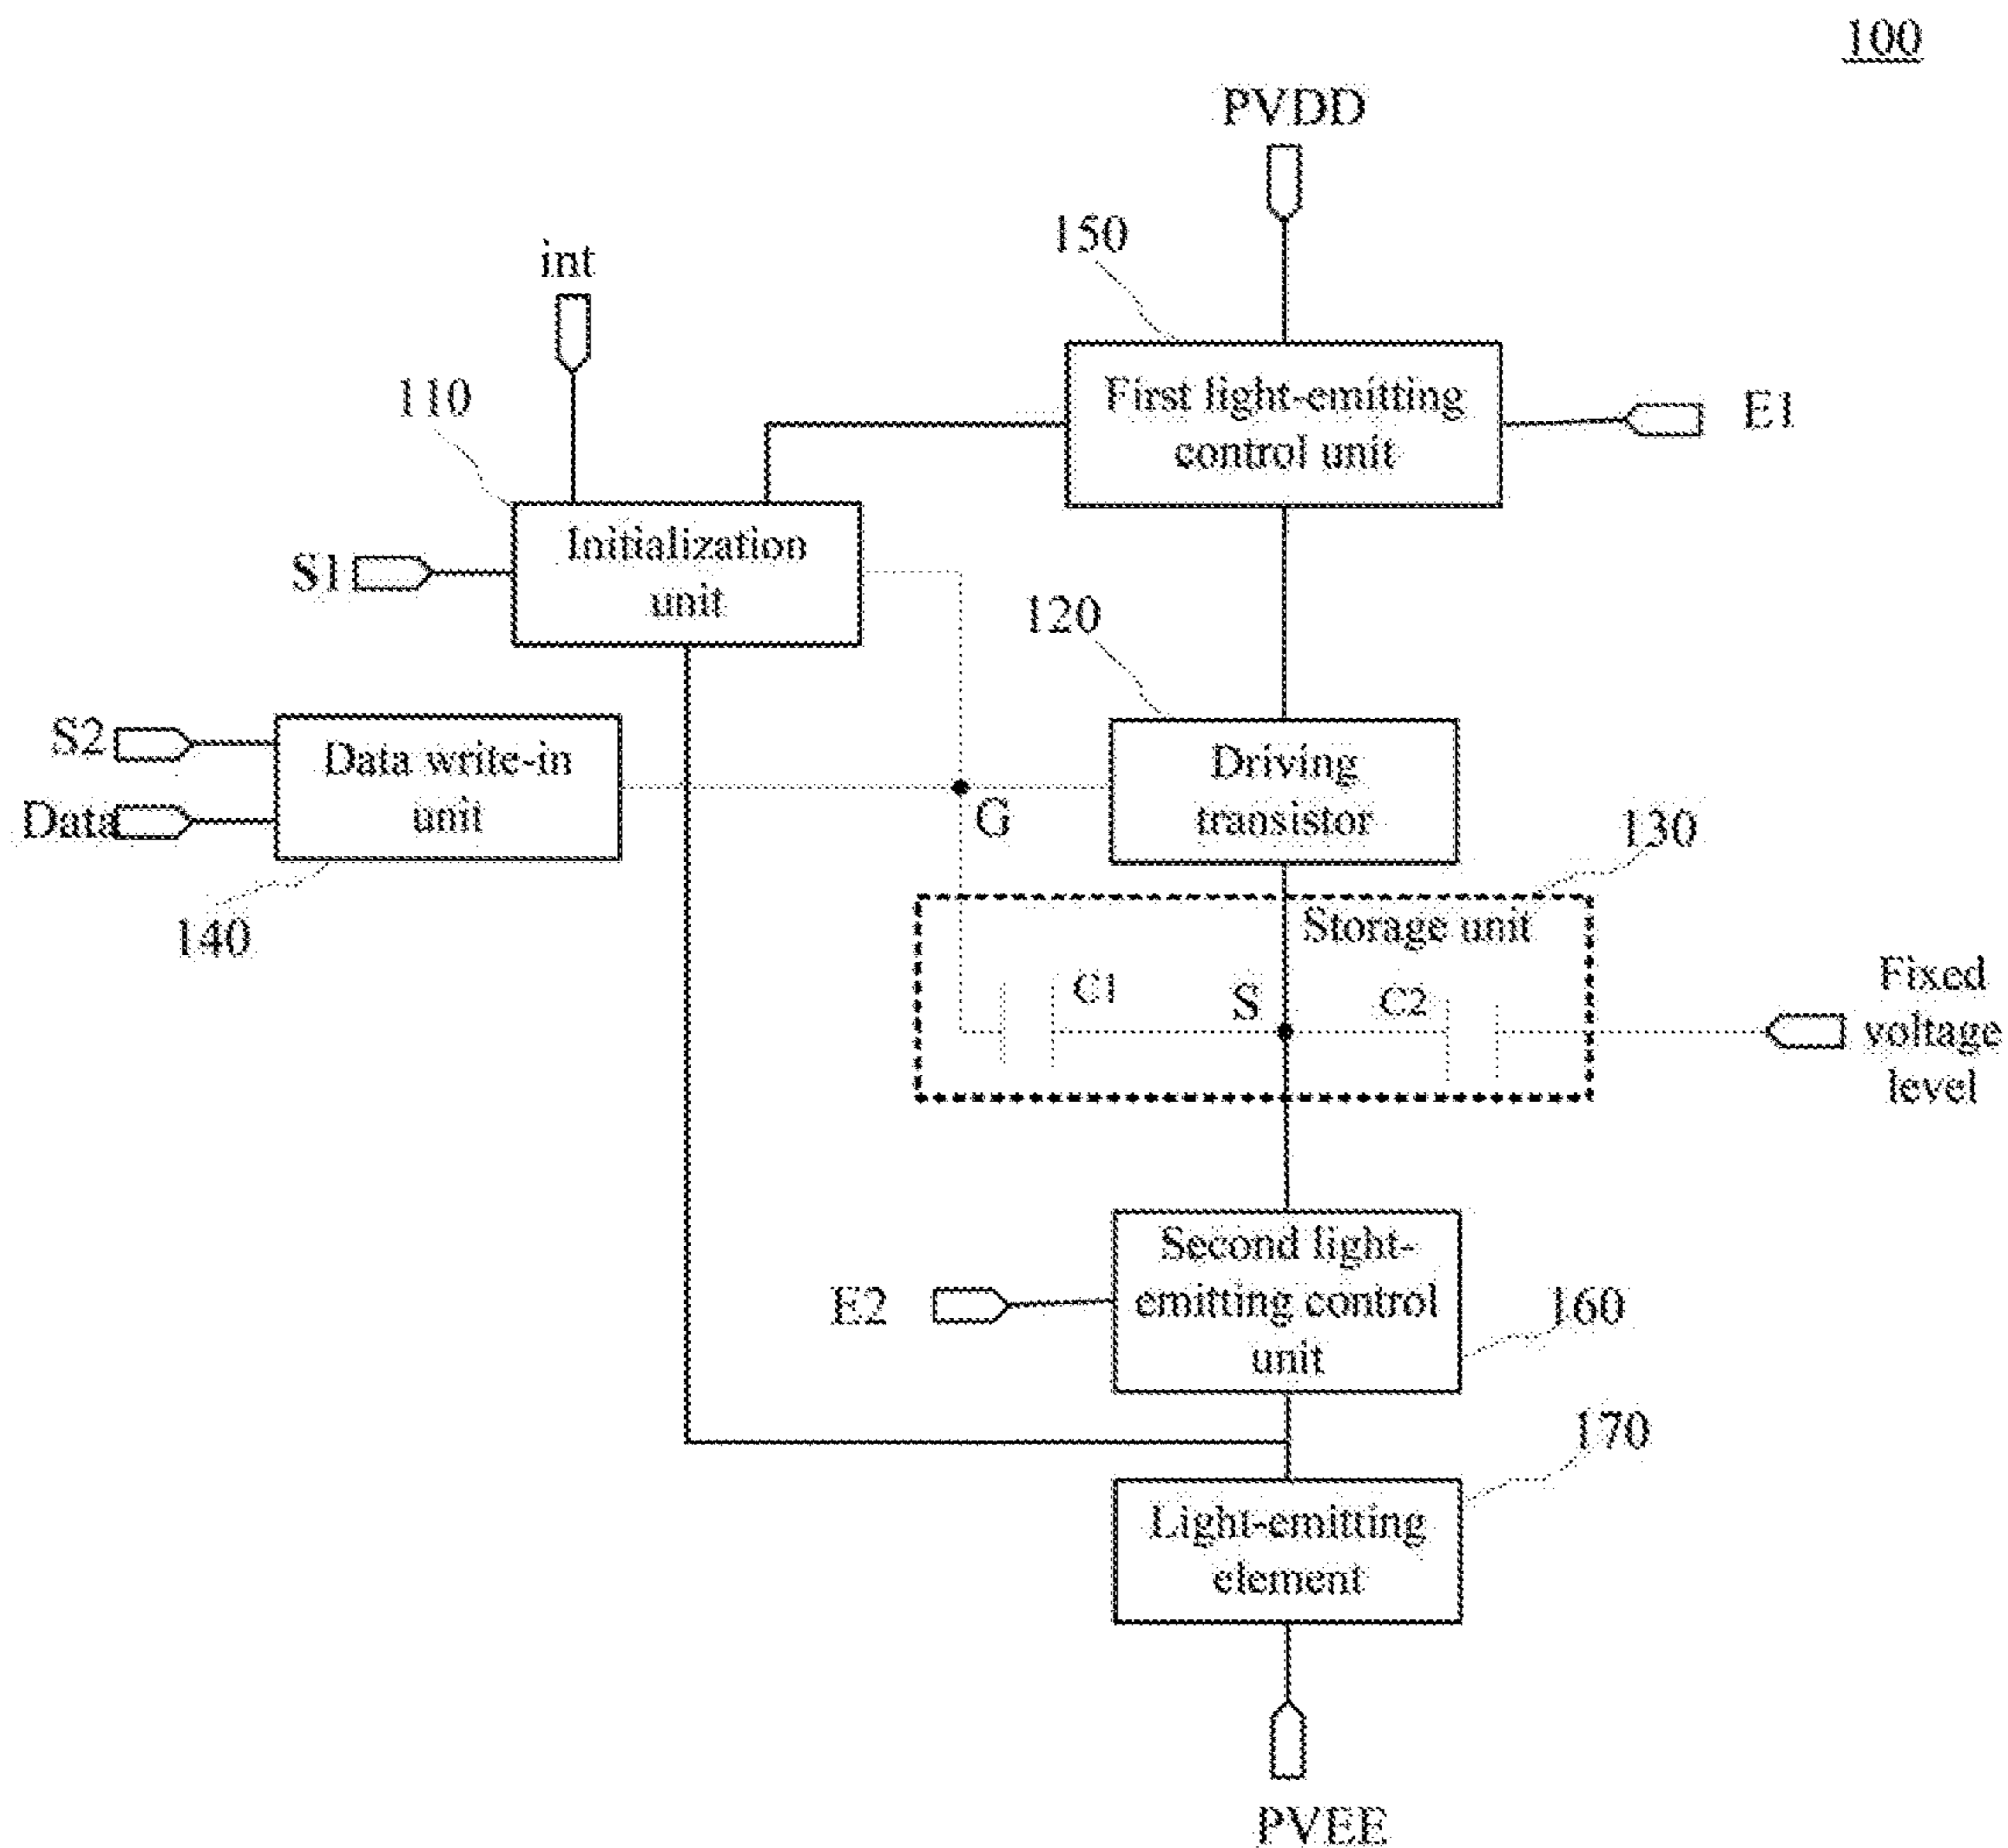 100
PVDD
150
int
First light-emitting
control unit
E1
110
Initialization
unit
S1
120
S2
Data write-in
unit
Data
G
Driving
transistor
130
140
Storage unit
C1
S
C2
Fixed
voltage
level
Second light-
emitting control
unit
E2
160
170
Light-emitting
element
PVEE